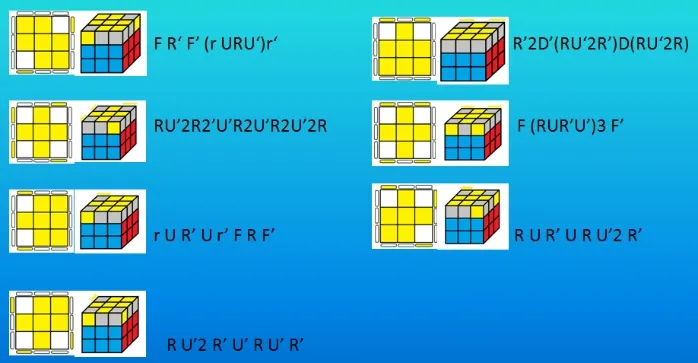 F R‘ F’ (r URU‘)r‘
R’2D’(RU‘2R’)D(RU‘2R)
RU’2R2‘U’R2U’R2U’2R
F (RUR’U’)3 F’
r U R’ U r’ F R F’
R U R’ U R U’2 R’
R U’2 R’ U’ R U’ R’